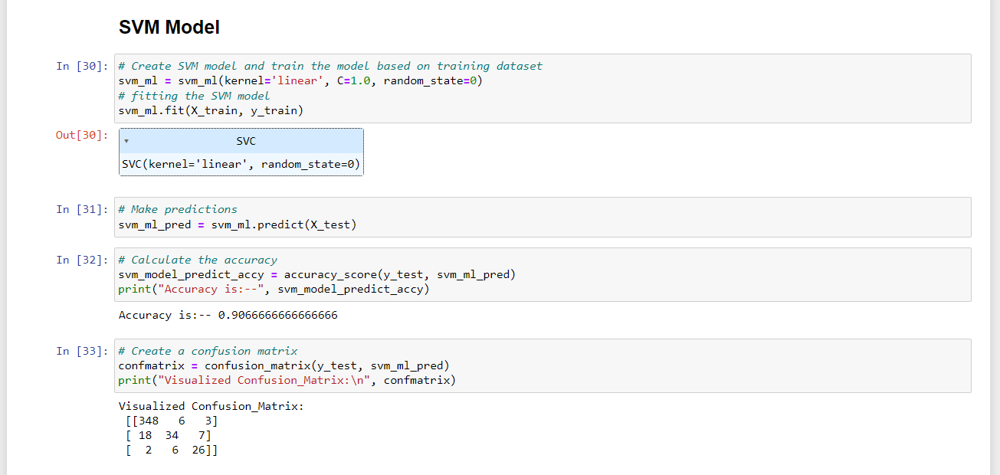 SVM Model
In [30]: # Create SVM model and train the model based on training dataset
svm_ml = svm_ml(kernel='linear', C=1.0, random_state=0)
# fitting the SVM model
svm_ml.fit(X_train, y_train)
Out[30]: ▾ SVC
SVC(kernel='linear', random_state=0)
In [31]: # Make predictions
svm_ml_pred = svm_ml.predict(X_test)
In [32]: # Calculate the accuracy
svm_model_predict_accy = accuracy_score(y_test, svm_ml_pred)
print("Accuracy is:--", svm_model_predict_accy)
Accuracy is:-- 0.9066666666666666
In [33]: # Create a confusion matrix
confmatrix = confusion_matrix(y_test, svm_ml_pred)
print("Visualized Confusion_Matrix:\n", confmatrix)
Visualized Confusion_Matrix:
[[348   6   3]
[ 18  34   7]
[  2   6  26]]